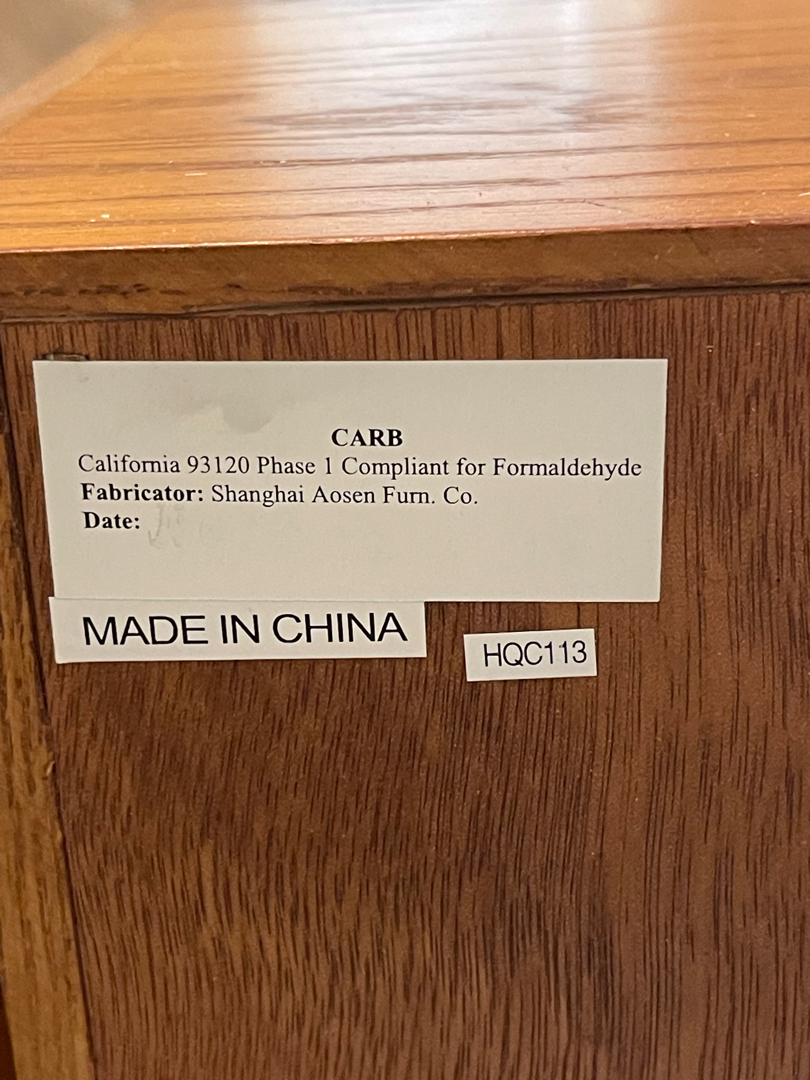 CARB
California 93120 Phase 1 Compliant for Formaldehyde
Fabricator: Shanghai Aosen Furn. Co.
Date:
MADE IN CHINA
HQC113